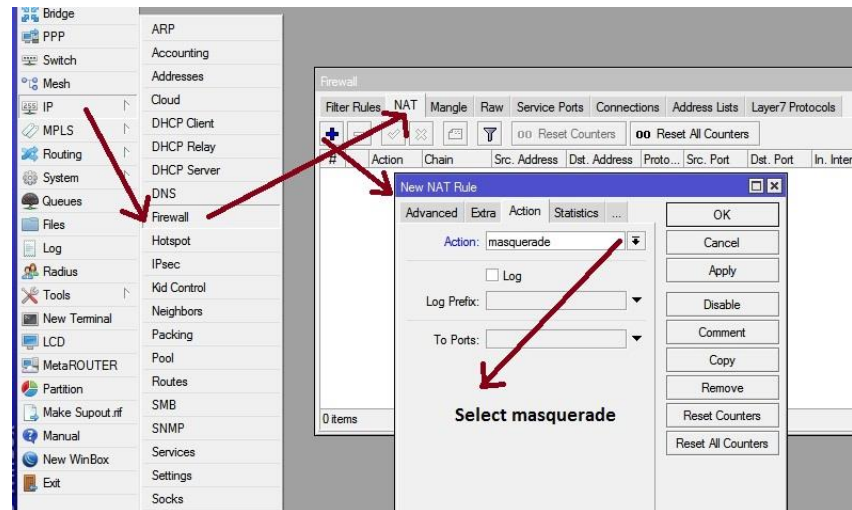 Bridge
PPP
Switch
Mesh
IP
MPLS
Routing
System
Queues
Files
Log
Radius
Tools
New Terminal
LCD
MetaROUTER
Partition
Make Supout.rif
Manual
New WinBox
Exit
ARP
Accounting
Addresses
Cloud
DHCP Client
DHCP Relay
DHCP Server
DNS
Firewall
Hotspot
IPsec
Kid Control
Neighbors
Packing
Pool
Routes
SMB
SNMP
Services
Settings
Socks
Firewall
Filter Rules NAT Mangle Raw Service Ports Connections Address Lists Layer7 Protocols
00 Reset Counters 00 Reset All Counters
# Action Chain Src. Address Dst. Address Proto... Src. Port Dst. Port In. Inter
New NAT Rule
Advanced Extra Action Statistics ...
Action: masquerade
Log
Log Prefix:
To Ports:
Select masquerade
OK
Cancel
Apply
Disable
Comment
Copy
Remove
Reset Counters
Reset All Counters
0 items